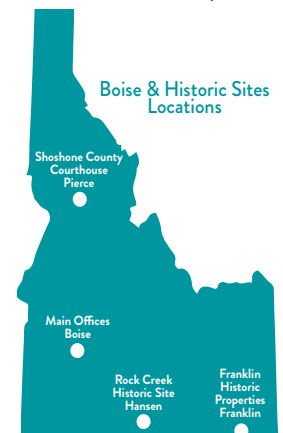 Boise & Historic Sites
Locations
Shoshone County
Courthouse
Pierce
Main Offices
Boise
Rock Creek
Historic Site
Hansen
Franklin
Historic
Properties
Franklin